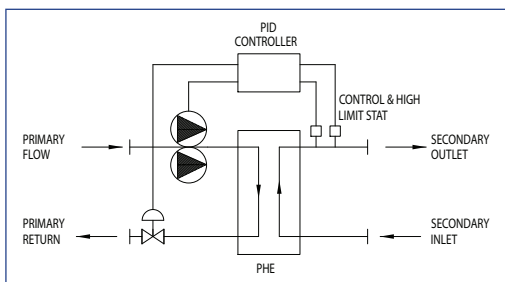 PID
CONTROLLER
CONTROL & HIGH
LIMIT STAT
PRIMARY
FLOW
SECONDARY
OUTLET
PRIMARY
RETURN
SECONDARY
INLET
PHE